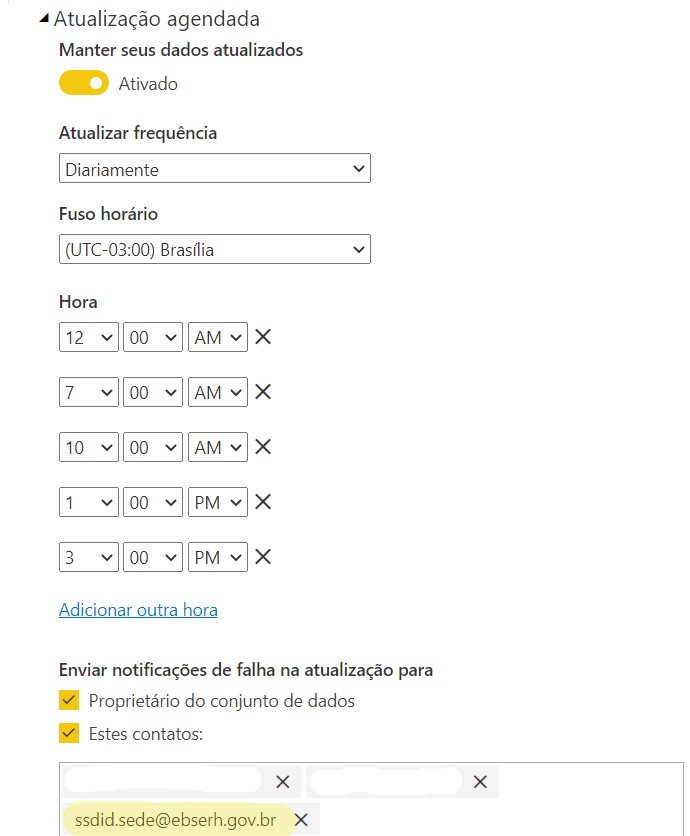 Atualização agendada
Manter seus dados atualizados
Ativado
Atualizar frequência
Diariamente
Fuso horário
(UTC-03:00) Brasília
Hora
12 00 AM
7 00 AM
10 00 AM
1 00 PM
3 00 PM
Adicionar outra hora
Enviar notificações de falha na atualização para
Proprietário do conjunto de dados
Estes contatos:
ssdid.sede@ebserh.gov.br